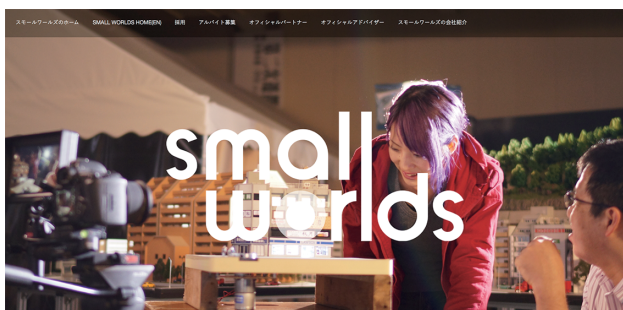 スモールワールズのホーム SMALL WORLDS HOME(EN) 採用 アルバイト募集 オフィシャルパートナー オフィシャルアドバイザー スモールワールズの会社紹介
small
worlds